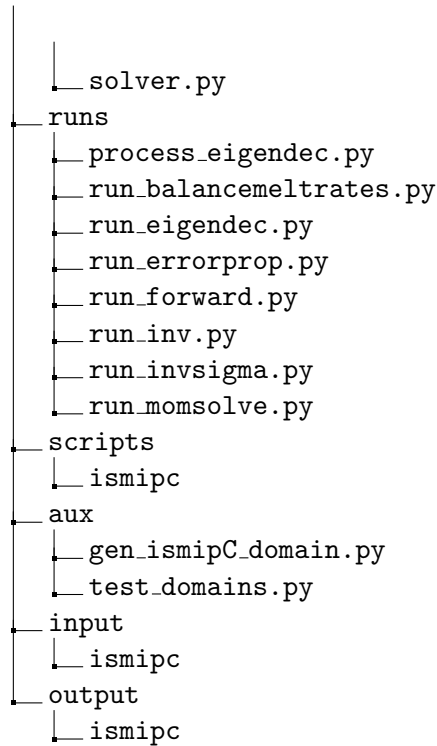 solver.py
runs
process_eigendec.py
run_balancemeltrates.py
run_eigendec.py
run_errorprop.py
run_forward.py
run_inv.py
run_invsigma.py
run_momsolve.py
scripts
ismipc
aux
gen_ismipC_domain.py
test_domains.py
input
ismipc
output
ismipc